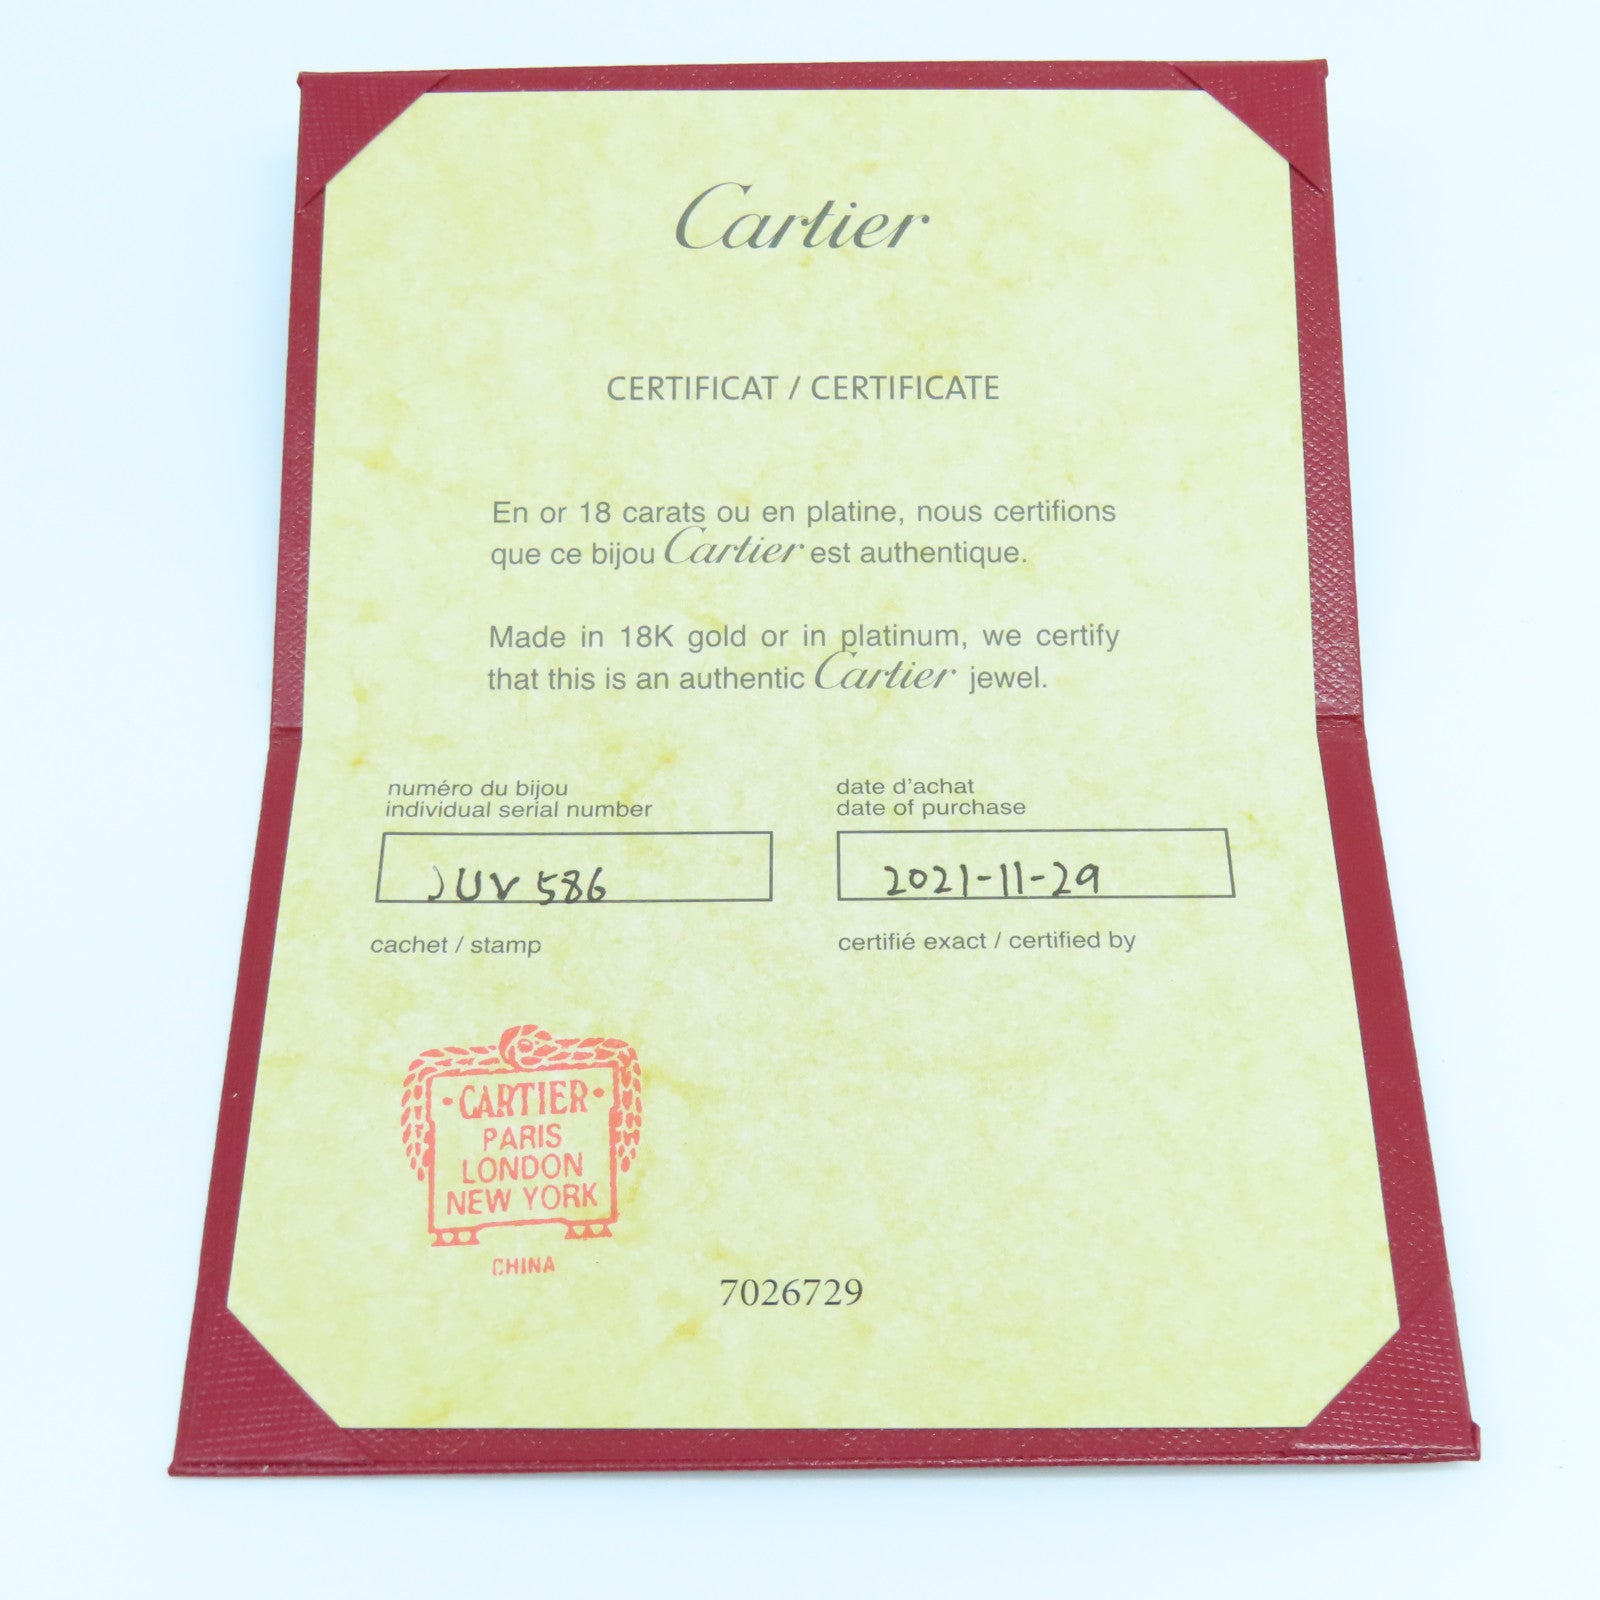 Cartier
CERTIFICAT / CERTIFICATE
En or 18 carats ou en platine, nous certifions
que ce bijou Cartier est authentique.
Made in 18K gold or in platinum, we certify
that this is an authentic Cartier jewel.
numéro du bijou
individual serial number
JUV 586
date d'achat
date of purchase
2021-11-29
cachet / stamp
certifié exact / certified by
·CARTIER·
PARIS
LONDON
NEW YORK
CHINA
7026729